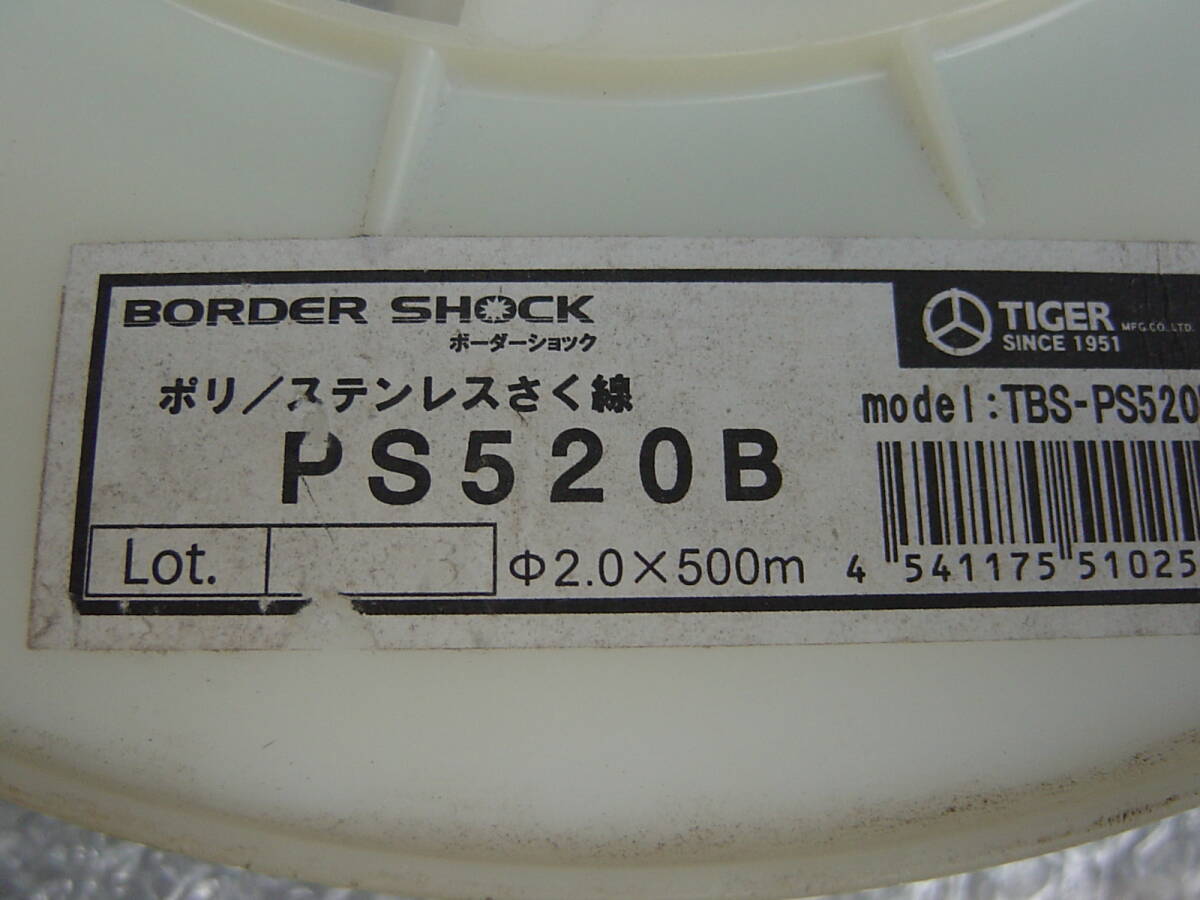 BORDER SHOCK
ボーダーショック
TIGER MFG.CO.,LTD.
SINCE 1951
ポリ/ステンレスさく線
model:TBS-PS520
PS520B
Lot.
Φ2.0×500m
4 541175 51025